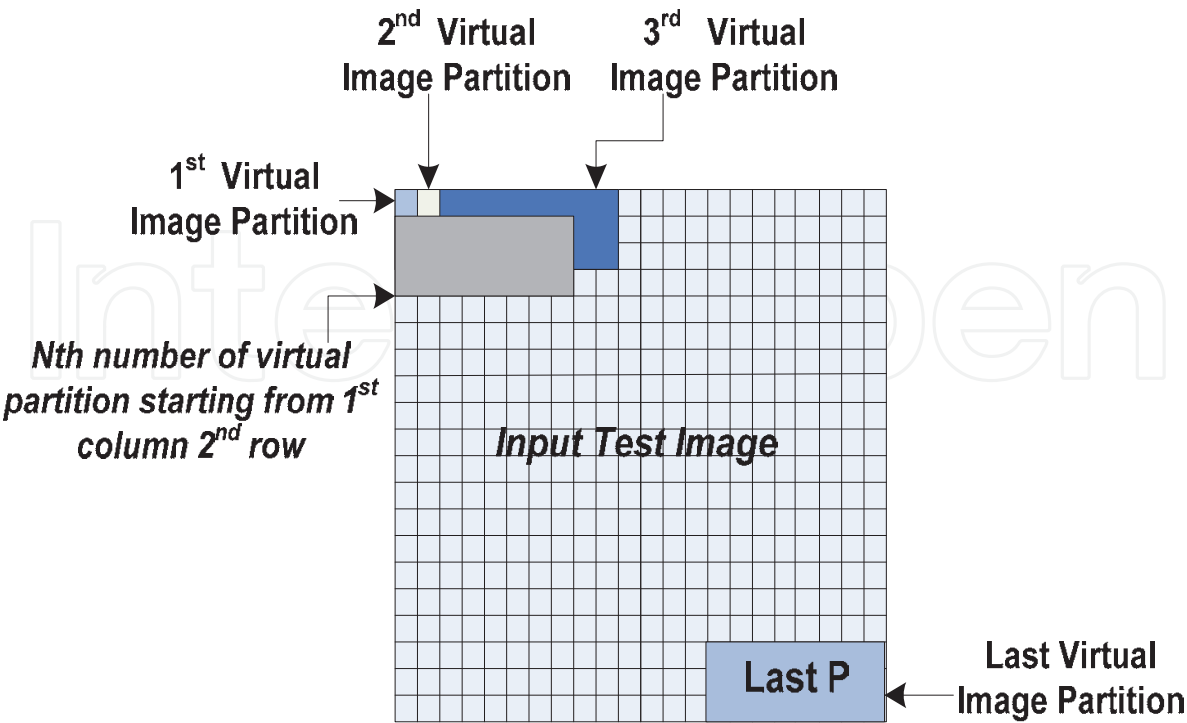 2nd Virtual
Image Partition
3rd Virtual
Image Partition
1st Virtual
Image Partition
Nth number of virtual
partition starting from 1st
column 2nd row
Input Test Image
Last P
Last Virtual
Image Partition